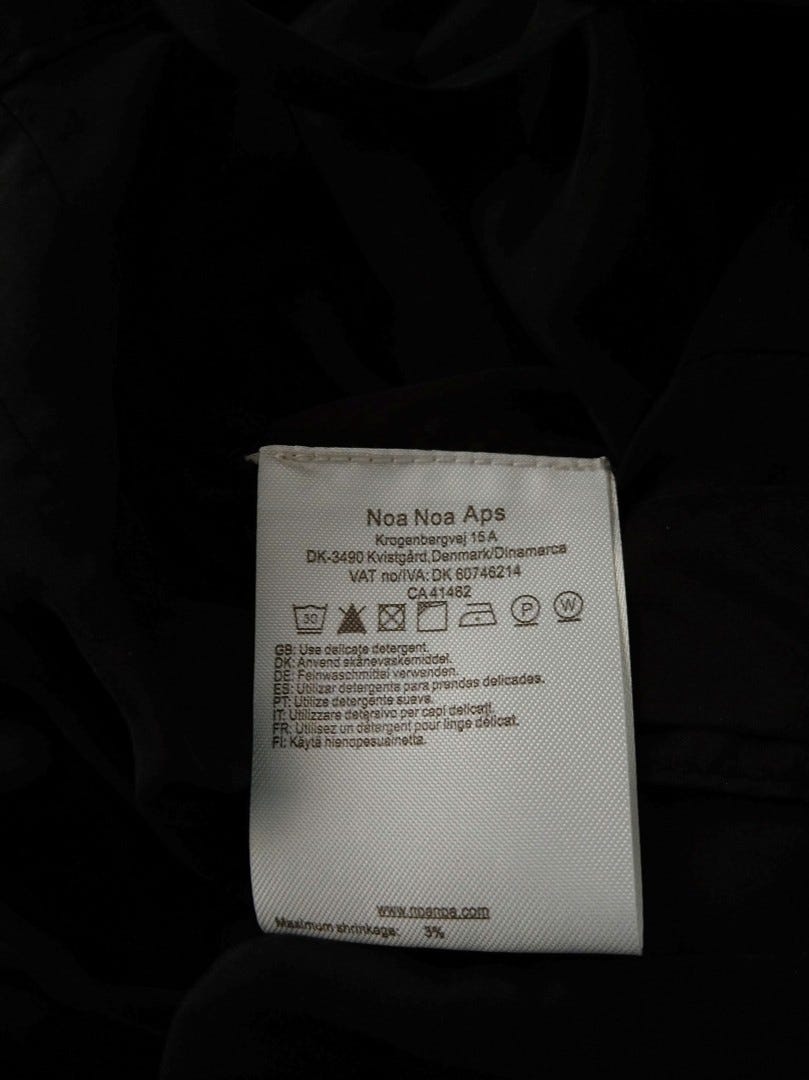 Noa Noa Aps
Krogenbergvej 15 A
DK-3490 Kvistgård,Denmark/Dinamarca
VAT no/IVA: DK 60746214
CA 41462
30 P W
GB: Use delicate detergent.
DK: Anvend skånevaskemiddel.
DE: Feinwaschmittel verwenden.
ES: Utilizar detergente para prendas delicadas.
PT: Utilize detergente suave.
IT: Utilizzare detersivo per capi delicati.
FR: Utilisez un détergent pour linge délicat.
FI: Käytä hienopesuainetta.
www.noanoa.com
Maximum shrinkage: 3%